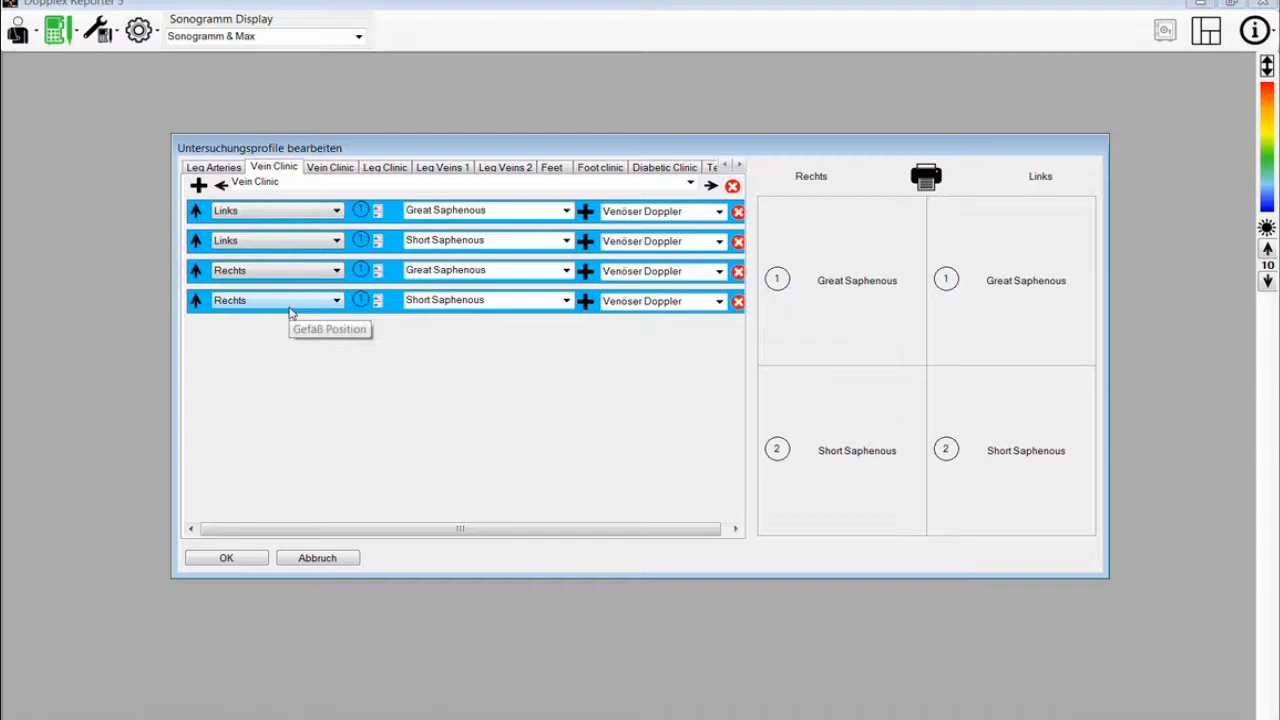 Dopplex Reporter 5
Sonogramm Display
Sonogramm & Max
Untersuchungsprofile bearbeiten
Leg Arteries Vein Clinic Vein Clinic Leg Clinic Leg Veins 1 Leg Veins 2 Feet Foot clinic Diabetic Clinic Te
Vein Clinic
Links 1 Great Saphenous Venöser Doppler
Links 1 Short Saphenous Venöser Doppler
Rechts 1 Great Saphenous Venöser Doppler
Rechts 1 Short Saphenous Venöser Doppler
Gefäß Position
OK Abbruch
Rechts Links
1 Great Saphenous 1 Great Saphenous
2 Short Saphenous 2 Short Saphenous
10